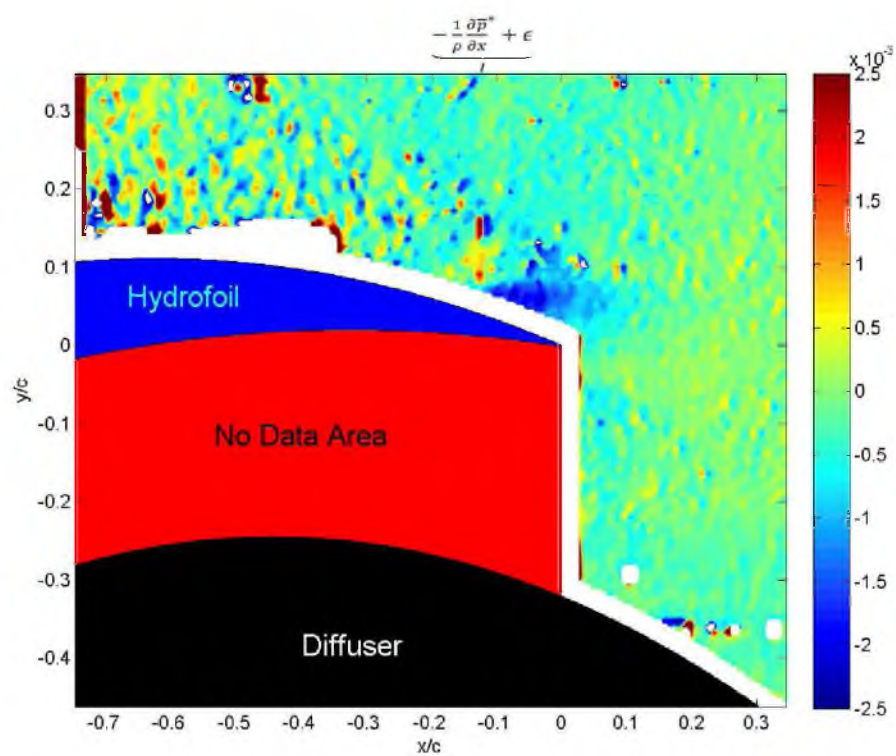 −1/ρ ∂p̅*/∂x + ϵ
x 10⁻³
2.5
2
1.5
1
0.5
0
-0.5
-1
-1.5
-2
-2.5
0.3
0.2
0.1
0
-0.1
-0.2
-0.3
-0.4
y/c
Hydrofoil
No Data Area
Diffuser
-0.7 -0.6 -0.5 -0.4 -0.3 -0.2 -0.1 0 0.1 0.2 0.3
x/c